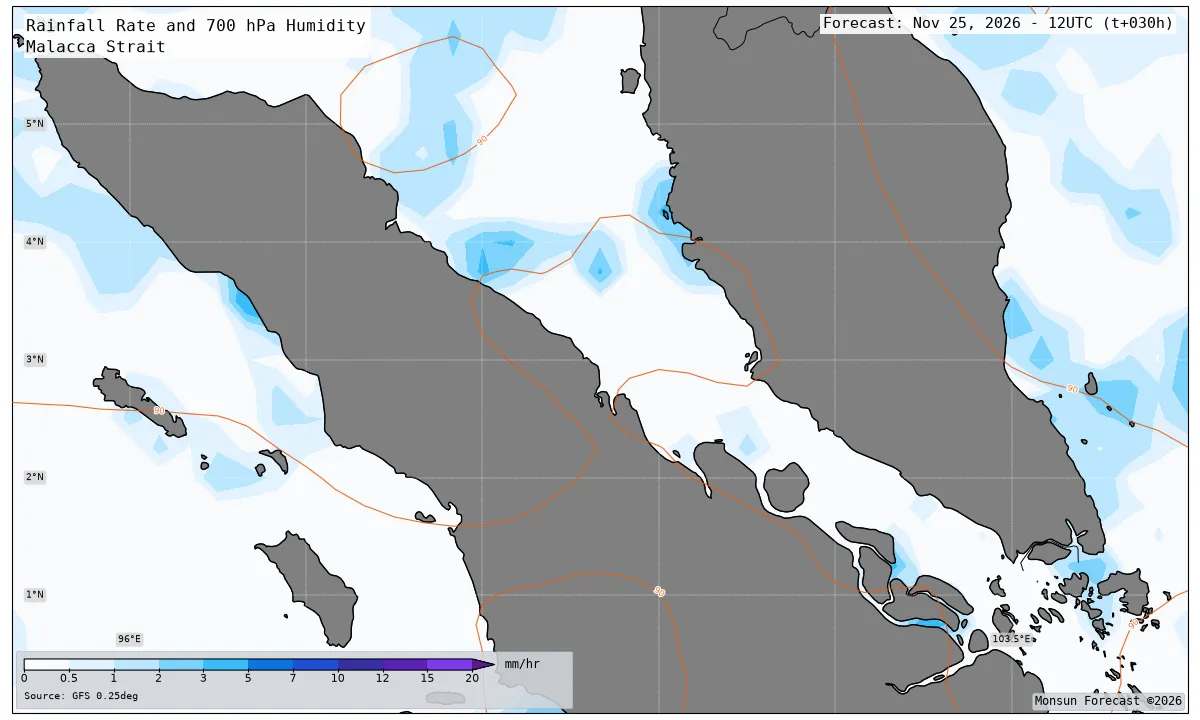 Rainfall Rate and 700 hPa Humidity
Malacca Strait
Forecast: Nov 25, 2026 - 12UTC (t+030h)
90
5°N
4°N
3°N
90
90
2°N
1°N
90
90
96°E
103.5°E
mm/hr
0 0.5 1 2 3 5 7 10 12 15 20
Source: GFS 0.25deg
Monsun Forecast ©2026